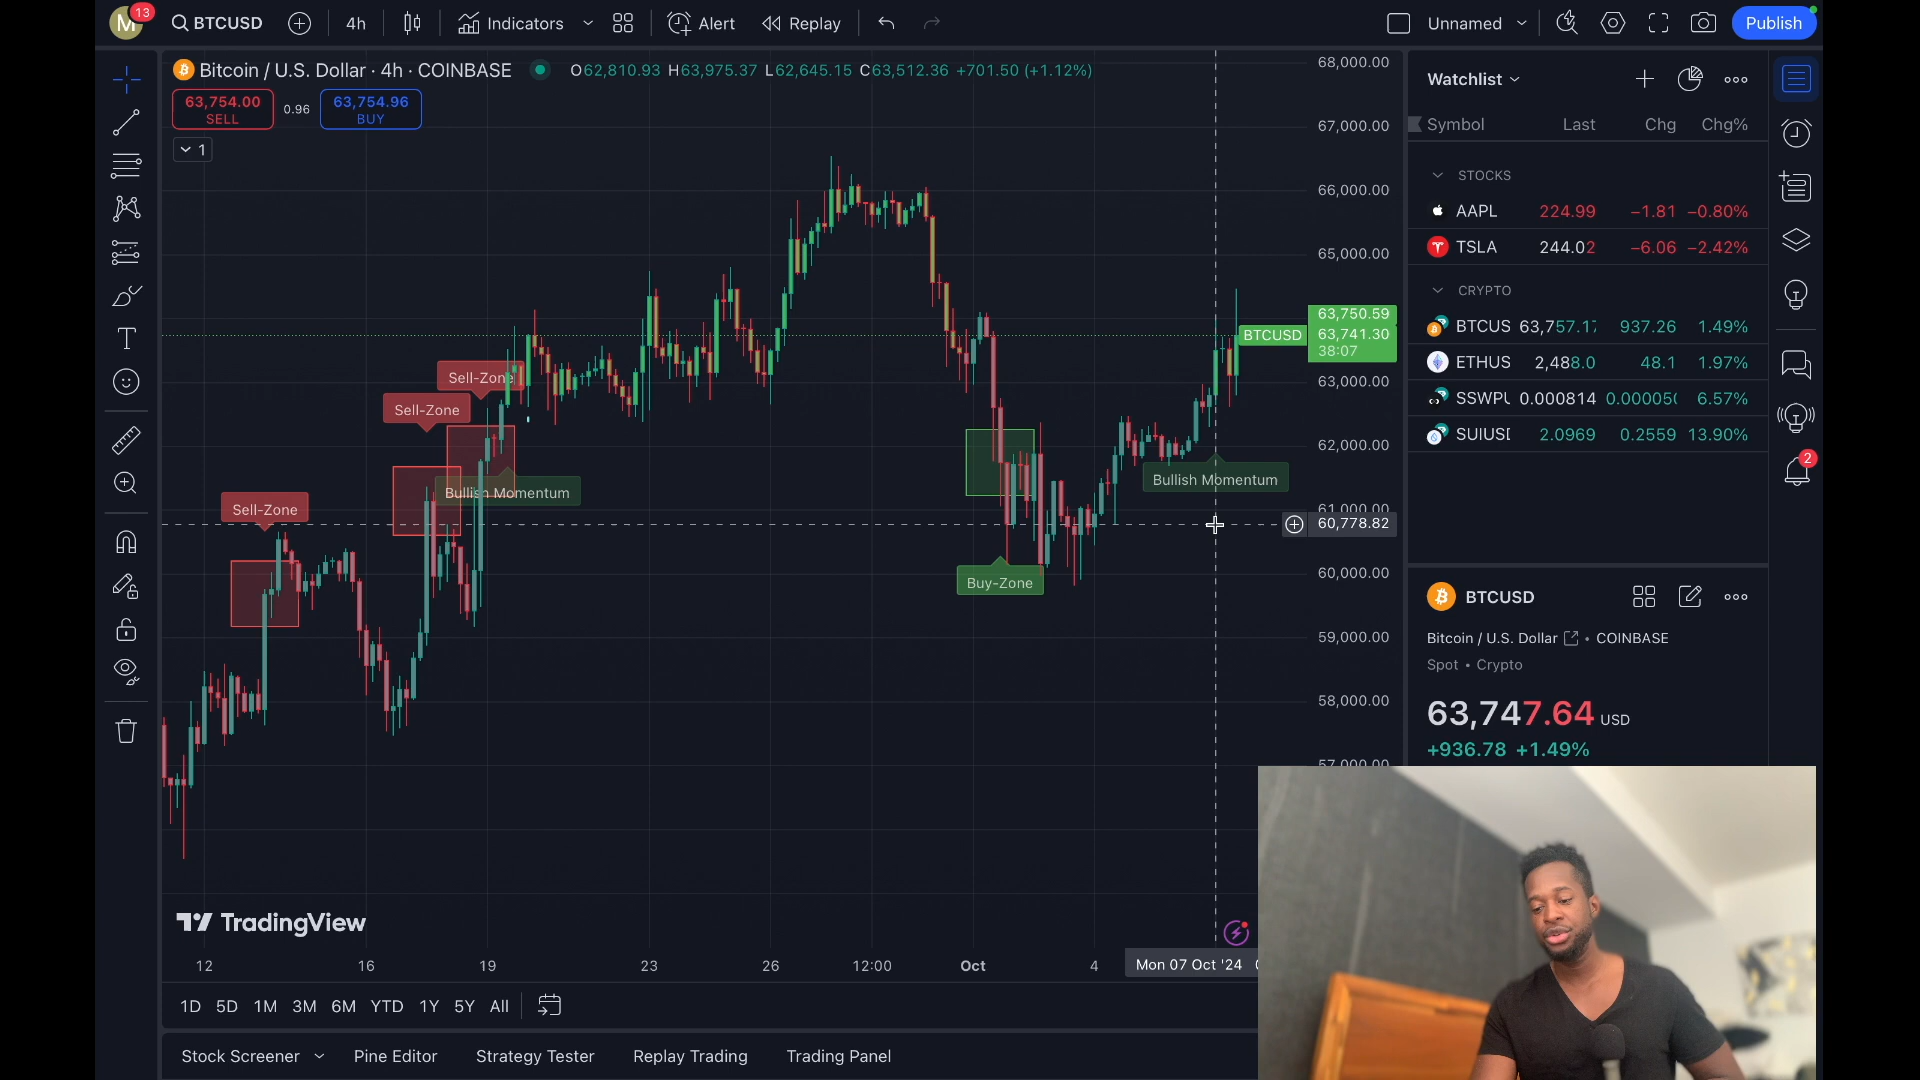 M 13 BTCUSD 4h Indicators Alert Replay Unnamed Publish
Bitcoin / U.S. Dollar · 4h · COINBASE O62,810.93 H63,975.37 L62,645.15 C63,512.36 +701.50 (+1.12%)
63,754.00
SELL
0.96
63,754.96
BUY
1
68,000.00
67,000.00
66,000.00
65,000.00
63,750.59
BTCUSD 63,741.30
38:07
63,000.00
62,000.00
61,000.00
60,778.82
60,000.00
59,000.00
58,000.00
57,000.00
Sell-Zone
Sell-Zone
Bullish Momentum
Sell-Zone
Bullish Momentum
Buy-Zone
TradingView
12 16 19 23 26 12:00 Oct 4 Mon 07 Oct '24
1D 5D 1M 3M 6M YTD 1Y 5Y All
Stock Screener Pine Editor Strategy Tester Replay Trading Trading Panel
Watchlist
Symbol Last Chg Chg%
STOCKS
AAPL 224.99 −1.81 −0.80%
TSLA 244.02 −6.06 −2.42%
CRYPTO
BTCUS 63,757.17 937.26 1.49%
ETHUS 2,488.0 48.1 1.97%
SSWPU 0.000814 0.000050 6.57%
SUIUSD 2.0969 0.2559 13.90%
2
BTCUSD
Bitcoin / U.S. Dollar • COINBASE
Spot • Crypto
63,747.64 USD
+936.78 +1.49%